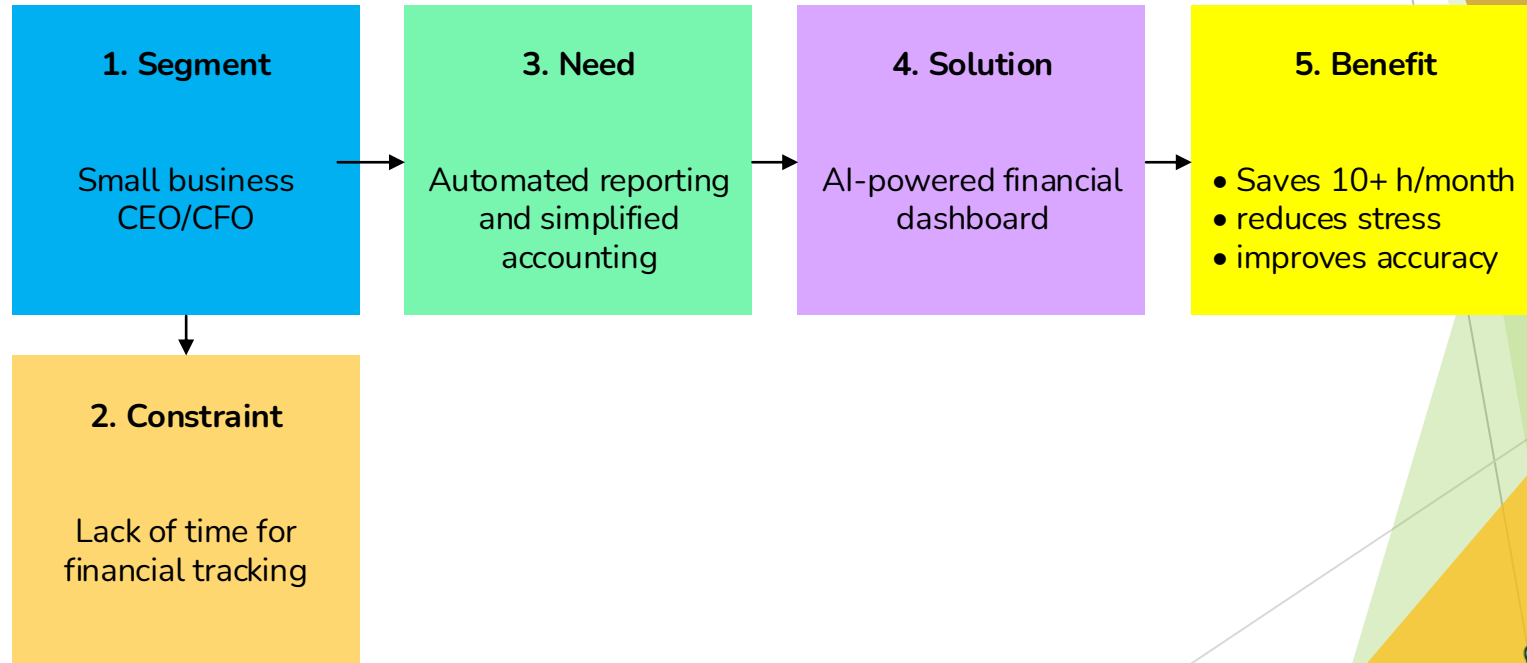 1. Segment
Small business
CEO/CFO
2. Constraint
Lack of time for
financial tracking
3. Need
Automated reporting
and simplified
accounting
4. Solution
AI-powered financial
dashboard
5. Benefit
• Saves 10+ h/month
• reduces stress
• improves accuracy